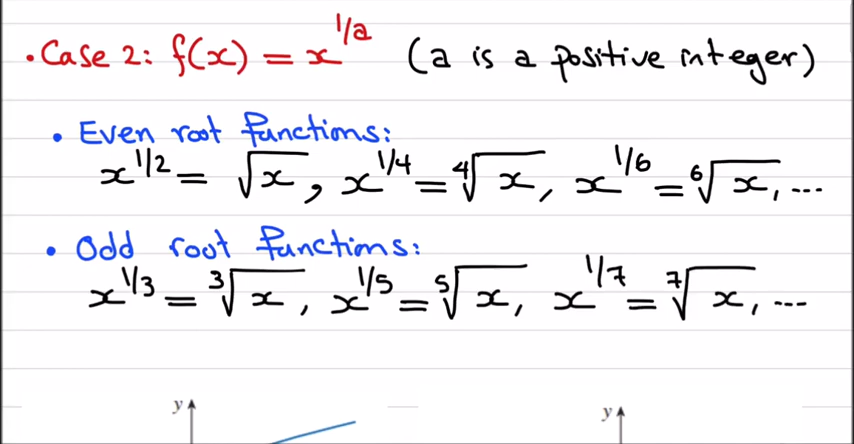 • Case 2: f(x) = x^{1/a} (a is a positive integer)
• Even root functions:
x^{1/2} = √x, x^{1/4} = ⁴√x, x^{1/6} = ⁶√x, ...
• Odd root functions:
x^{1/3} = ³√x, x^{1/5} = ⁵√x, x^{1/7} = ⁷√x, ...
y y